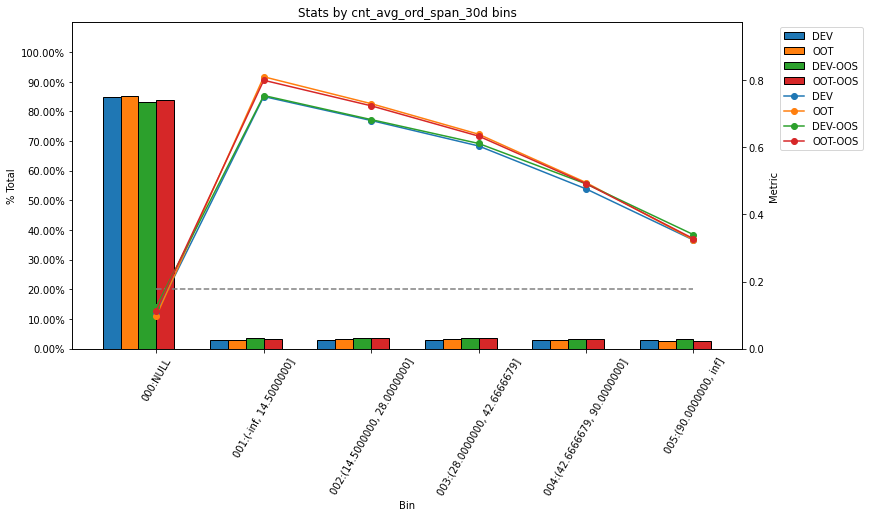 Stats by cnt_avg_ord_span_30d bins
% Total
100.00%
90.00%
80.00%
70.00%
60.00%
50.00%
40.00%
30.00%
20.00%
10.00%
0.00%
000:NULL
001:(-inf, 14.5000000]
002:(14.5000000, 28.0000000]
003:(28.0000000, 42.6666679]
004:(42.6666679, 90.0000000]
005:(90.0000000, inf]
Bin
0.8
0.6
0.4
0.2
0.0
Metric
DEV
OOT
DEV-OOS
OOT-OOS
DEV
OOT
DEV-OOS
OOT-OOS